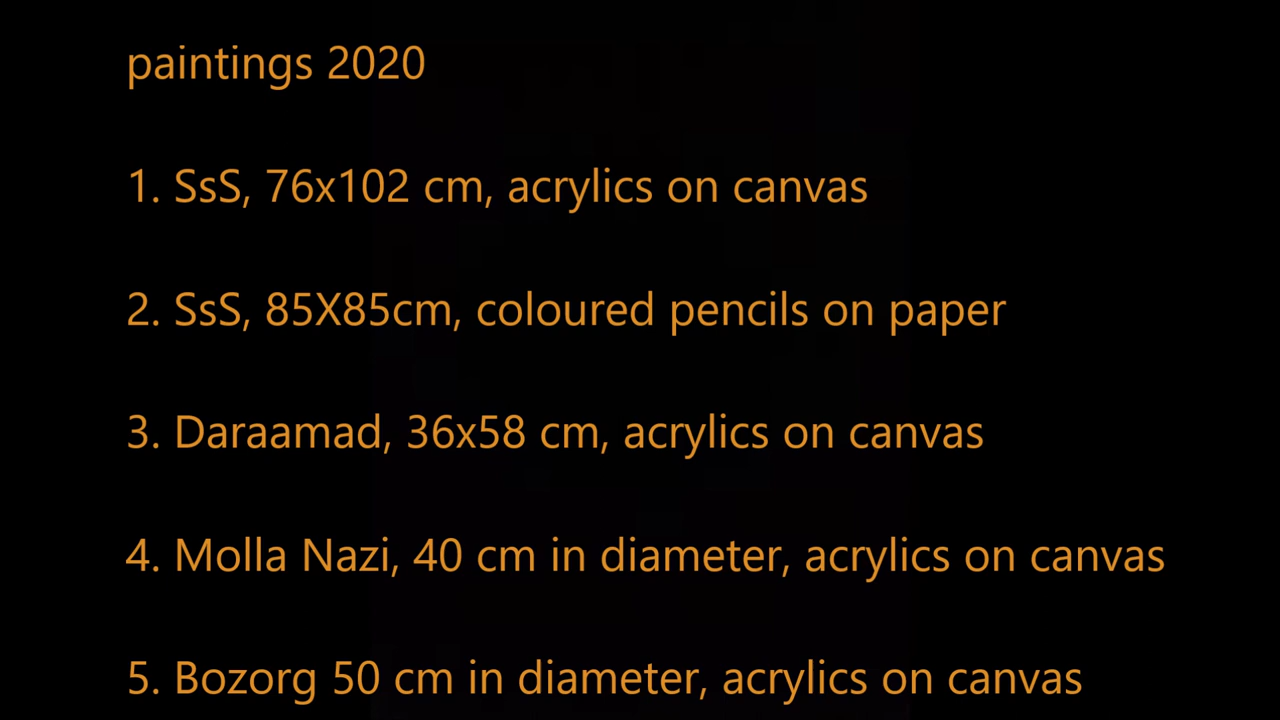 paintings 2020
1. SsS, 76x102 cm, acrylics on canvas
2. SsS, 85X85cm, coloured pencils on paper
3. Daraamad, 36x58 cm, acrylics on canvas
4. Molla Nazi, 40 cm in diameter, acrylics on canvas
5. Bozorg 50 cm in diameter, acrylics on canvas